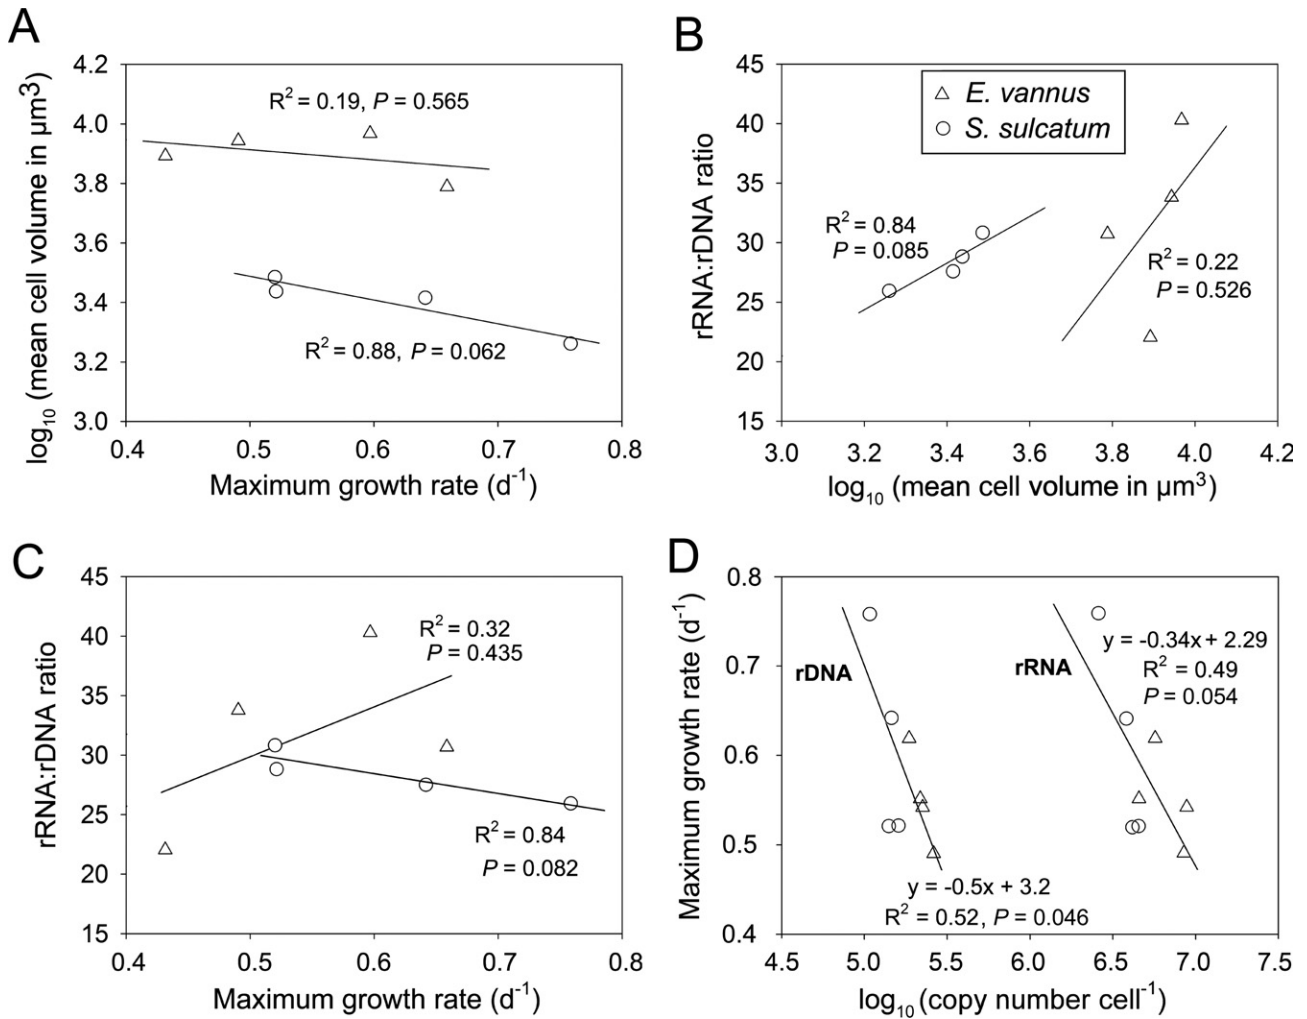 A
log₁₀ (mean cell volume in µm³)
4.2
4.0
3.8
3.6
3.4
3.2
3.0
R² = 0.19, P = 0.565
R² = 0.88, P = 0.062
0.4 0.5 0.6 0.7 0.8
Maximum growth rate (d⁻¹)
B
rRNA:rDNA ratio
45
40
35
30
25
20
15
E. vannus
S. sulcatum
R² = 0.84
P = 0.085
R² = 0.22
P = 0.526
3.0 3.2 3.4 3.6 3.8 4.0 4.2
log₁₀ (mean cell volume in µm³)
C
rRNA:rDNA ratio
45
40
35
30
25
20
15
R² = 0.32
P = 0.435
R² = 0.84
P = 0.082
0.4 0.5 0.6 0.7 0.8
Maximum growth rate (d⁻¹)
D
Maximum growth rate (d⁻¹)
0.8
0.7
0.6
0.5
0.4
rDNA
rRNA
y = -0.34x + 2.29
R² = 0.49
P = 0.054
y = -0.5x + 3.2
R² = 0.52, P = 0.046
4.5 5.0 5.5 6.0 6.5 7.0 7.5
log₁₀ (copy number cell⁻¹)